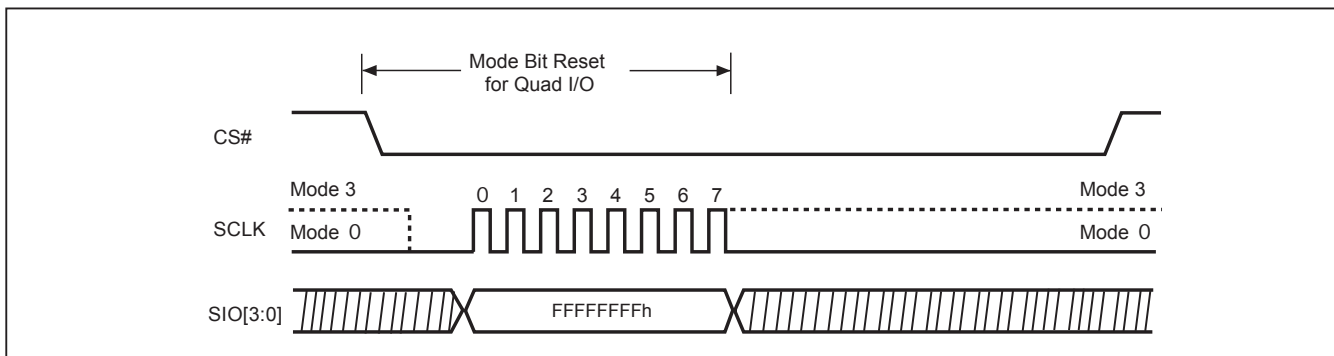 Mode Bit Reset
for Quad I/O
CS#
Mode 3
Mode 3
0 1 2 3 4 5 6 7
SCLK
Mode 0
Mode 0
SIO[3:0]
FFFFFFFFh